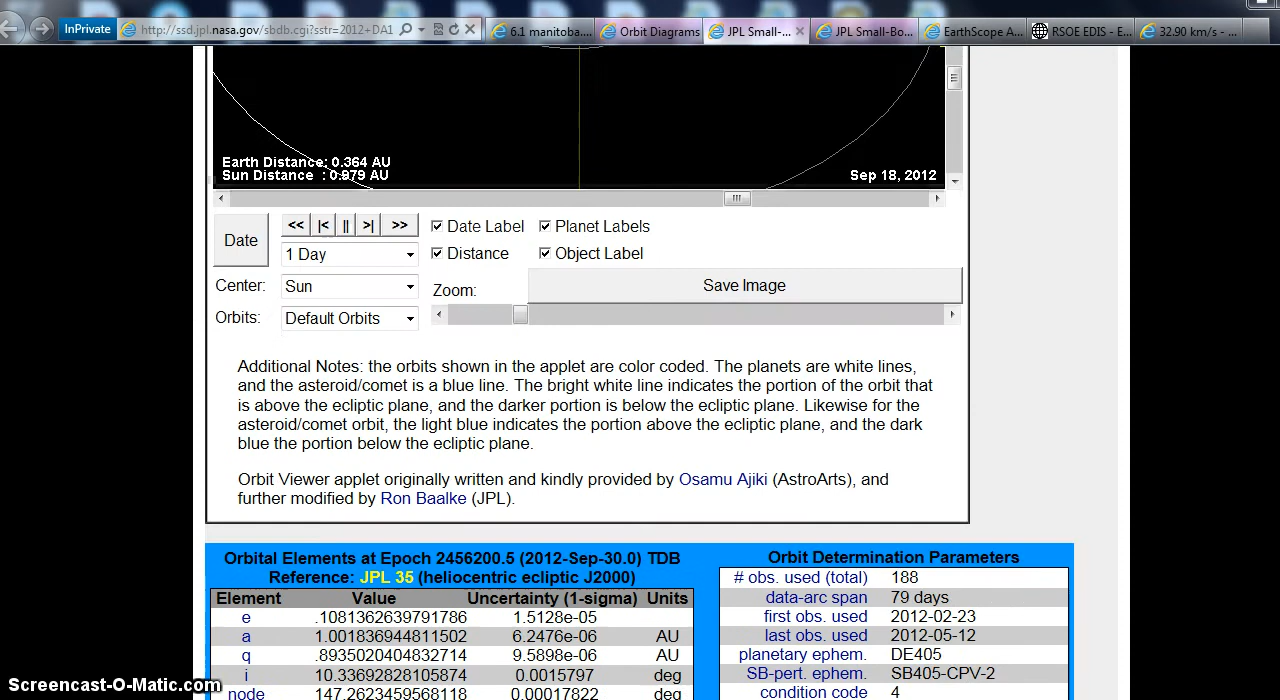 InPrivate
http://ssd.jpl.nasa.gov/sbdb.cgi?sstr=2012+DA1
6.1 manitoba....
Orbit Diagrams
JPL Small-...
JPL Small-Bo...
EarthScope A...
RSOE EDIS - E...
32.90 km/s - ...
Earth Distance: 0.364 AU
Sun Distance : 0.979 AU
Sep 18, 2012
Date
<< |< || >| >>
Date Label
Planet Labels
1 Day
Distance
Object Label
Center: Sun
Zoom:
Save Image
Orbits: Default Orbits
Additional Notes: the orbits shown in the applet are color coded. The planets are white lines,
and the asteroid/comet is a blue line. The bright white line indicates the portion of the orbit that
is above the ecliptic plane, and the darker portion is below the ecliptic plane. Likewise for the
asteroid/comet orbit, the light blue indicates the portion above the ecliptic plane, and the dark
blue the portion below the ecliptic plane.
Orbit Viewer applet originally written and kindly provided by Osamu Ajiki (AstroArts), and
further modified by Ron Baalke (JPL).
Orbital Elements at Epoch 2456200.5 (2012-Sep-30.0) TDB
Reference: JPL 35 (heliocentric ecliptic J2000)
Element Value Uncertainty (1-sigma) Units
e .1081362639791786 1.5128e-05
a 1.001836944811502 6.2476e-06 AU
q .8935020404832714 9.5898e-06 AU
i 10.33692828105874 0.0015797 deg
node 147.2623459568118 0.00017822 deg
Orbit Determination Parameters
# obs. used (total) 188
data-arc span 79 days
first obs. used 2012-02-23
last obs. used 2012-05-12
planetary ephem. DE405
SB-pert. ephem. SB405-CPV-2
condition code 4
Screencast-O-Matic.com